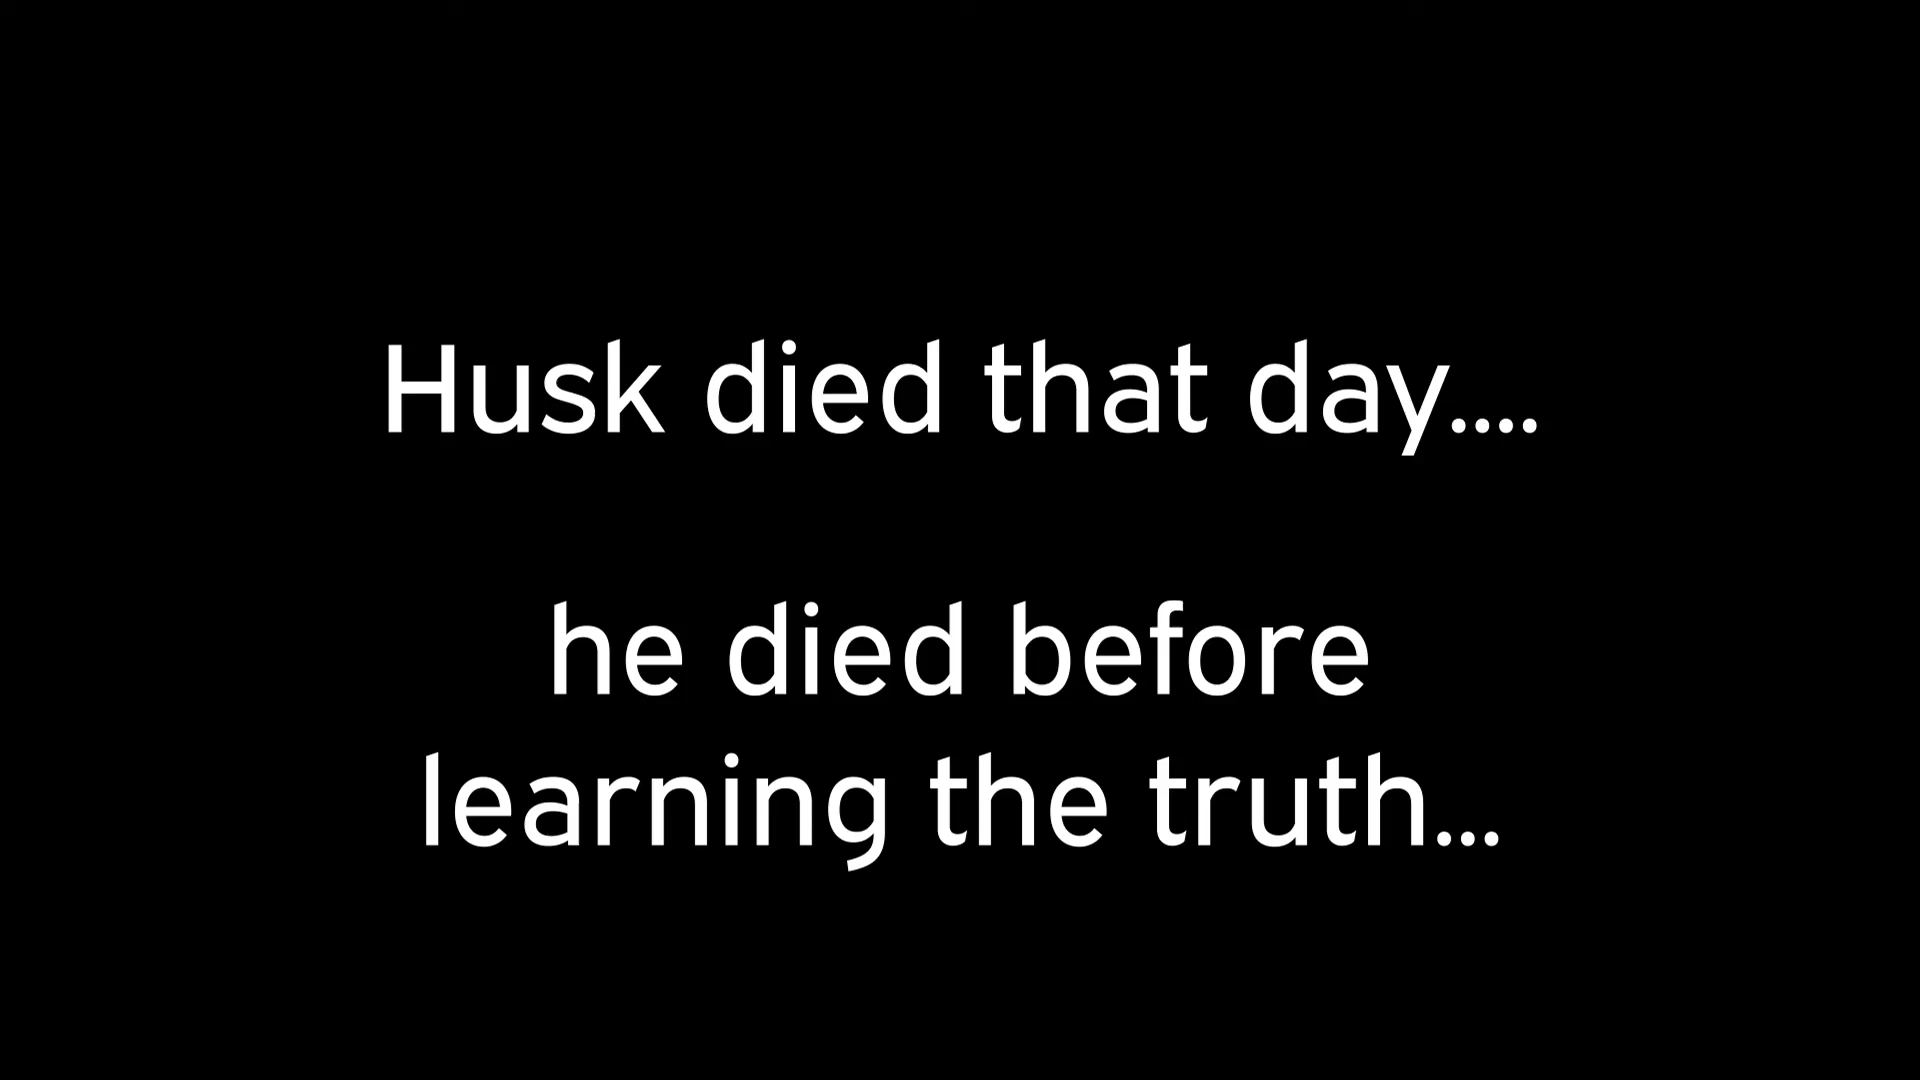 Husk died that day....
he died before
learning the truth...